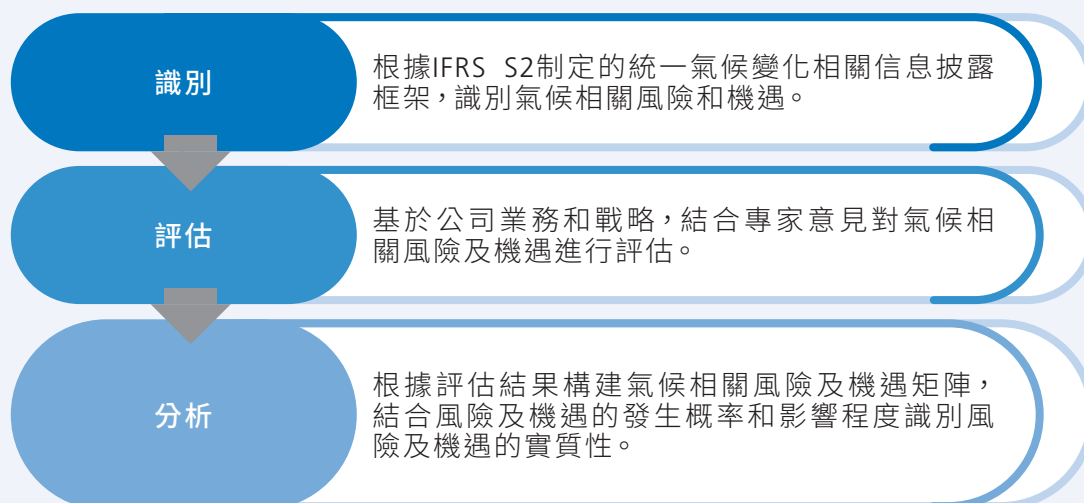 識別
根據IFRS S2制定的統一氣候變化相關信息披露
框架，識別氣候相關風險和機遇。
評估
基於公司業務和戰略，結合專家意見對氣候相
關風險及機遇進行評估。
分析
根據評估結果構建氣候相關風險及機遇矩陣，
結合風險及機遇的發生概率和影響程度識別風
險及機遇的實質性。